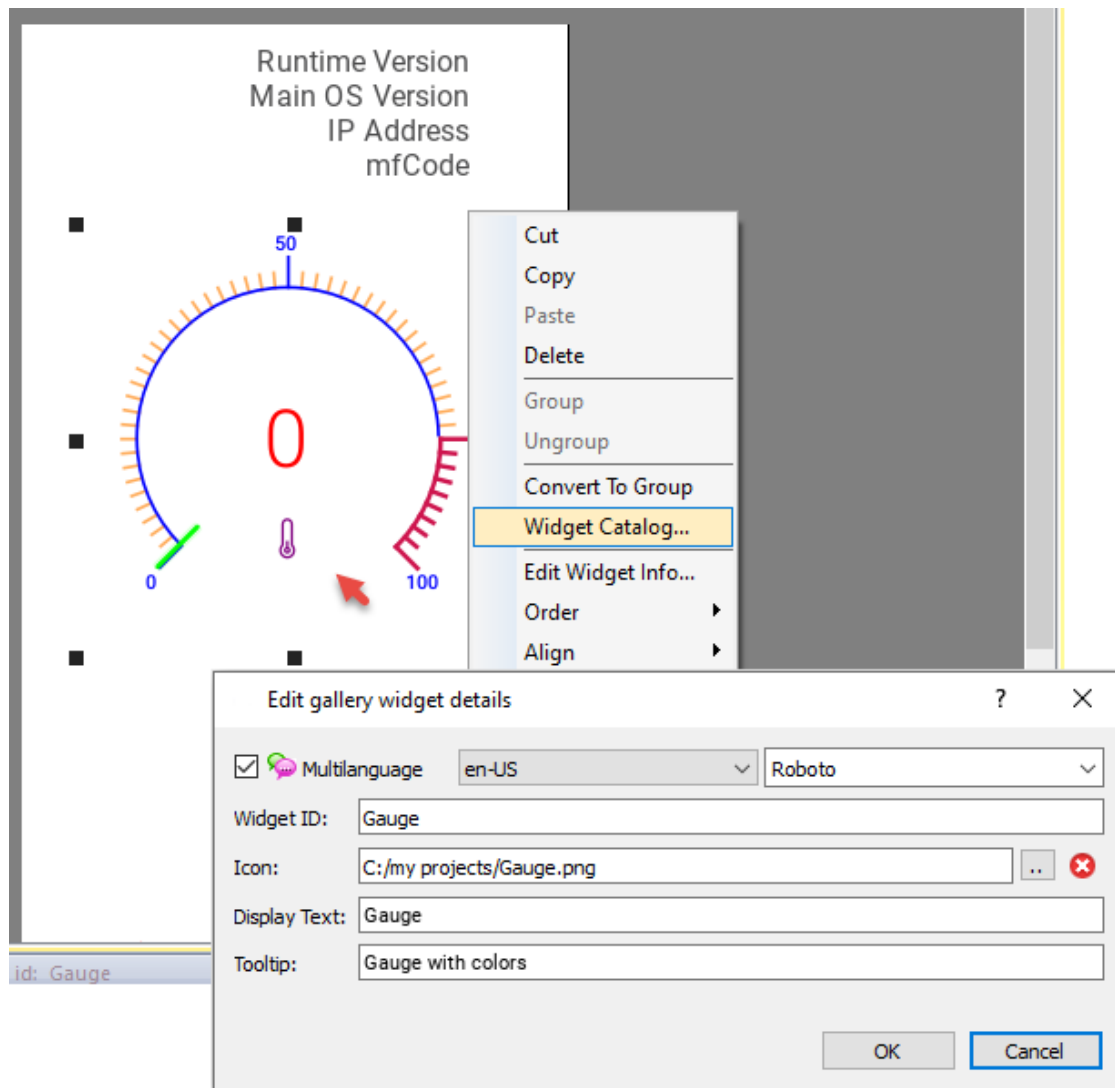 Runtime Version
Main OS Version
IP Address
mfCode
50
0
0
100
Cut
Copy
Paste
Delete
Group
Ungroup
Convert To Group
Widget Catalog...
Edit Widget Info...
Order
Align
Edit gallery widget details ?
Multilanguage en-US Roboto
Widget ID: Gauge
Icon: C:/my projects/Gauge.png ..
Display Text: Gauge
Tooltip: Gauge with colors
OK Cancel
id: Gauge